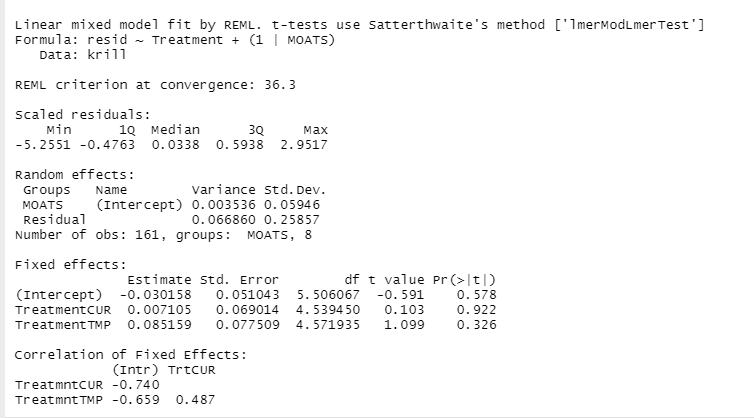 Linear mixed model fit by REML. t-tests use Satterthwaite's method ['lmerModLmerTest']
Formula: resid ~ Treatment + (1 | MOATS)
   Data: krill

REML criterion at convergence: 36.3

Scaled residuals:
    Min      1Q  Median      3Q     Max
-5.2551 -0.4763  0.0338  0.5938  2.9517

Random effects:
 Groups   Name        Variance Std.Dev.
 MOATS    (Intercept) 0.003536 0.05946
 Residual             0.066860 0.25857
Number of obs: 161, groups:  MOATS, 8

Fixed effects:
             Estimate Std. Error        df t value Pr(>|t|)
(Intercept) -0.030158   0.051043  5.506067  -0.591    0.578
TreatmentCUR  0.007105   0.069014  4.539450   0.103    0.922
TreatmentTMP  0.085159   0.077509  4.571935   1.099    0.326

Correlation of Fixed Effects:
            (Intr) TrtCUR
TreatmntCUR -0.740
TreatmntTMP -0.659  0.487